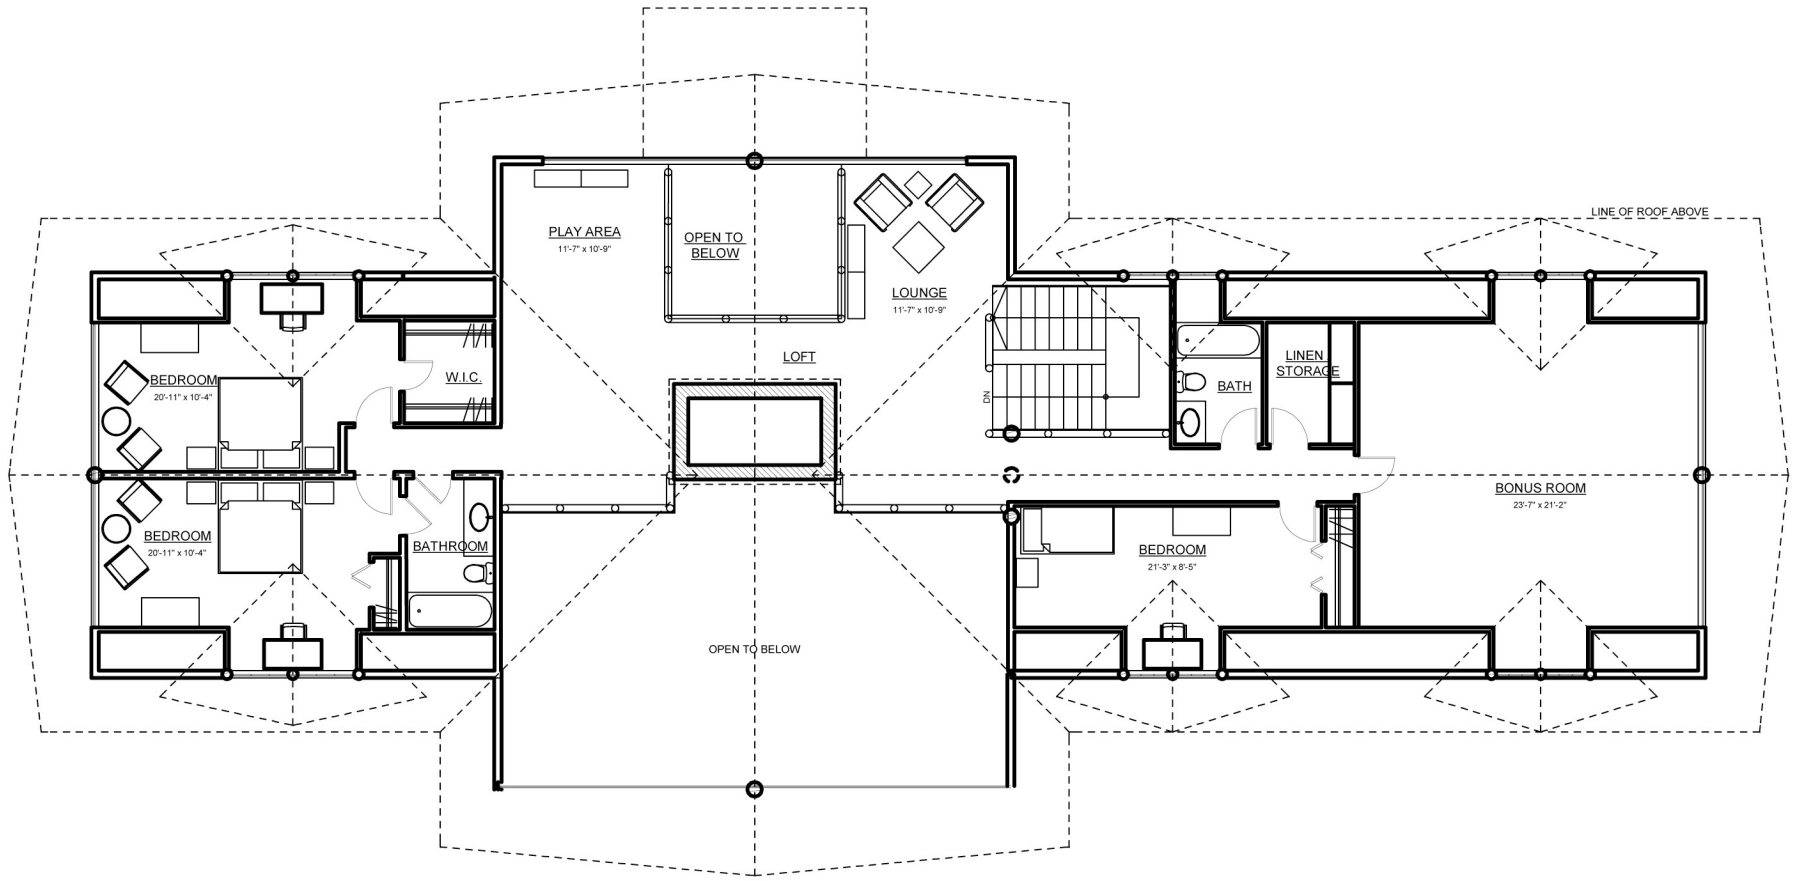 LINE OF ROOF ABOVE
PLAY AREA
11'-7" x 10'-9"
OPEN TO
BELOW
LOUNGE
11'-7" x 10'-9"
LOFT
W.I.C.
BEDROOM
20'-11" x 10'-4"
DN
BATH
LINEN
STORAGE
BONUS ROOM
23'-7" x 21'-2"
BEDROOM
20'-11" x 10'-4"
BATHROOM
BEDROOM
21'-3" x 8'-5"
OPEN TO BELOW